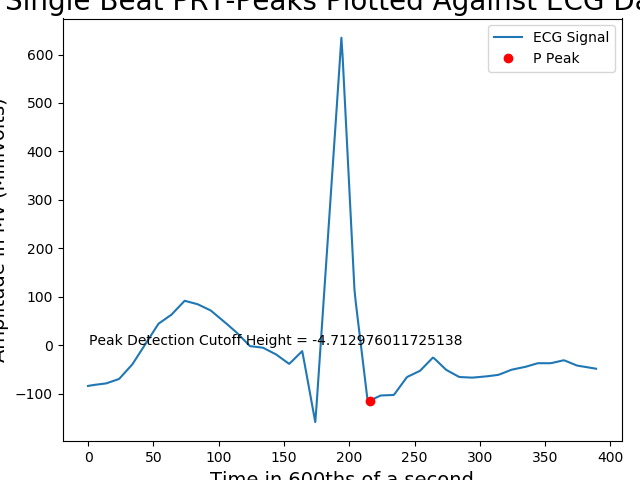 Single Beat PRT-Peaks Plotted Against ECG Da
ECG Signal
P Peak
Amplitude in MV (MilliVolts)
600
500
400
300
200
100
0
−100
Peak Detection Cutoff Height = -4.712976011725138
0 50 100 150 200 250 300 350 400
Time in 600ths of a second